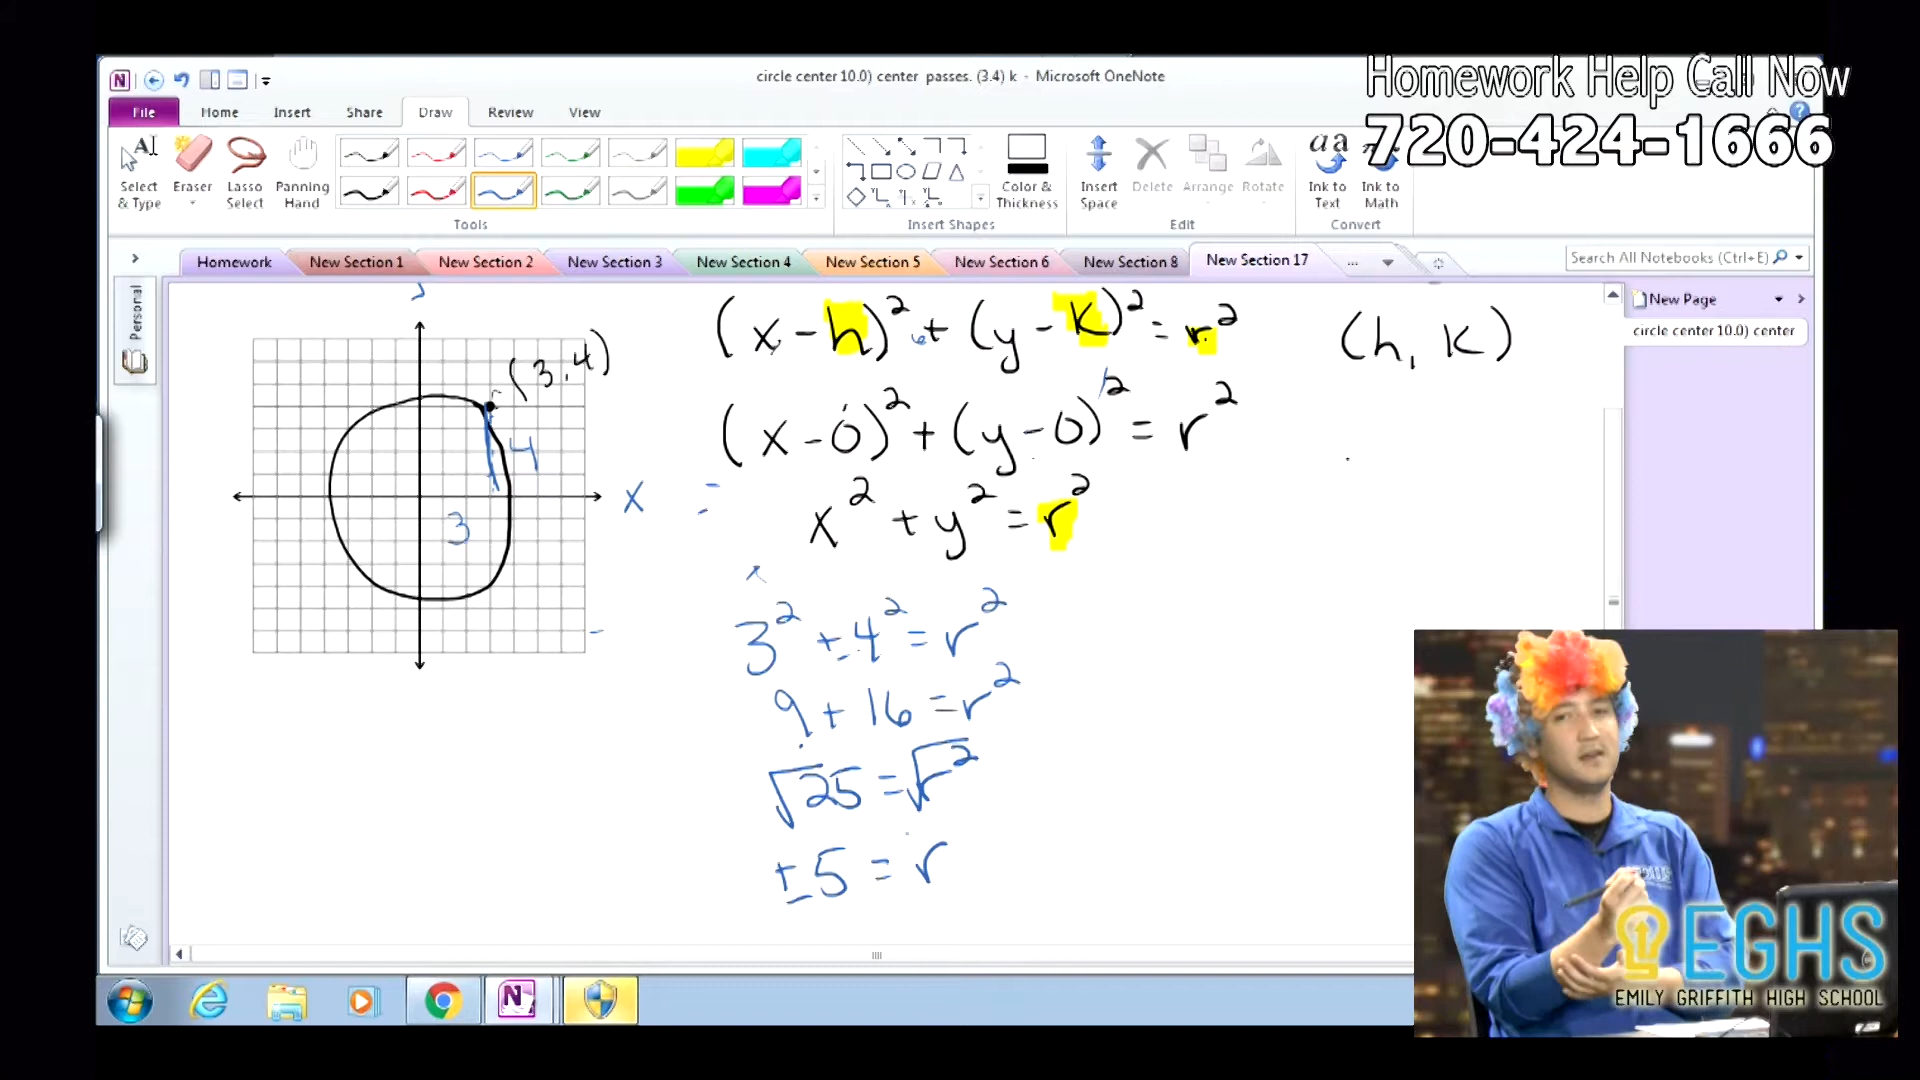 circle center 10.0) center passes. (3.4) k - Microsoft OneNote
Homework Help Call Now
720-424-1666
File Home Insert Share Draw Review View
Select & Type
Eraser
Lasso Select
Panning Hand
Color & Thickness
Insert Space
Delete
Arrange
Rotate
Ink to Text
Ink to Math
Tools
Insert Shapes
Edit
Convert
Homework New Section 1 New Section 2 New Section 3 New Section 4 New Section 5 New Section 6 New Section 8 New Section 17 ...
Search All Notebooks (Ctrl+E)
Personal
New Page
circle center 10.0) center
(x - h)² + (y - k)² = r²
(h, k)
(3,4)
(x - 0)² + (y - 0)² = r²
4
x =
x² + y² = r²
3
3² ± 4² = r²
9 + 16 = r²
√25 = √r²
±5 = r
EGHS
EMILY GRIFFITH HIGH SCHOOL